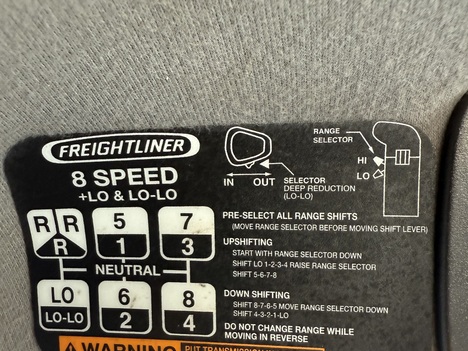 FREIGHTLINER
8 SPEED
+LO & LO-LO
RANGE
SELECTOR
HI
LO
IN OUT
SELECTOR
DEEP REDUCTION
(LO-LO)
R R 5 7
R 1 3
NEUTRAL
LO 6 8
LO-LO 2 4
PRE-SELECT ALL RANGE SHIFTS
(MOVE RANGE SELECTOR BEFORE MOVING SHIFT LEVER)
UPSHIFTING
START WITH RANGE SELECTOR DOWN
SHIFT LO 1-2-3-4 RAISE RANGE SELECTOR
SHIFT 5-6-7-8
DOWN SHIFTING
SHIFT 8-7-6-5 MOVE RANGE SELECTOR DOWN
SHIFT 4-3-2-1-LO
DO NOT CHANGE RANGE WHILE
MOVING IN REVERSE
WARNING PUT TRANSMISSION